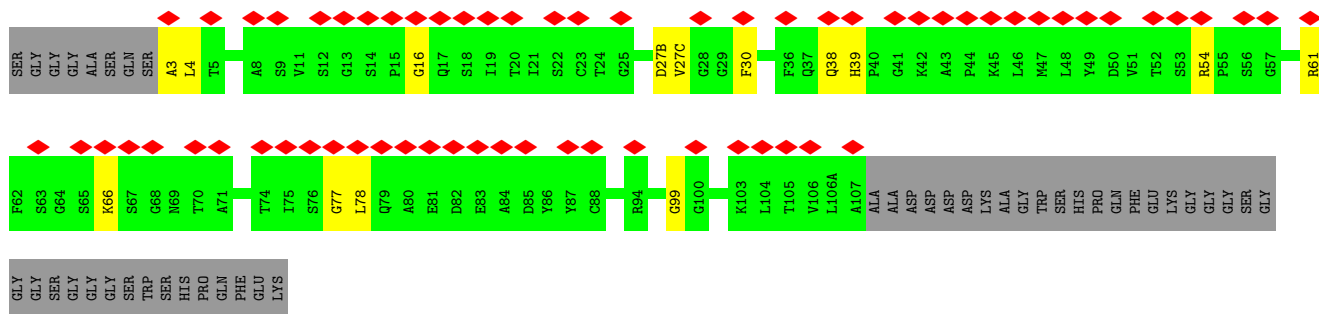 SER GLY GLY GLY ALA SER GLN SER A3 L4 T5 A8 S9 V11 S12 G13 S14 P15 G16 Q17 S18 I19 T20 I21 S22 C23 T24 G25 D27B V27C G28 G29 F30 F36 Q37 Q38 H39 P40 G41 K42 A43 P44 K45 L46 M47 L48 Y49 D50 V51 T52 S53 R54 P55 S56 G57 R61
F62 S63 G64 S65 K66 S67 G68 N69 T70 A71 T74 I75 S76 G77 L78 Q79 A80 E81 D82 E83 A84 D85 Y86 Y87 C88 R94 G99 G100 K103 L104 T105 V106 L106A A107 ALA ALA ASP ASP ASP ASP LYS ALA GLY TRP SER HIS PRO GLN PHE GLU LYS GLY GLY GLY SER GLY
GLY GLY SER GLY GLY GLY SER TRP SER HIS PRO GLN PHE GLU LYS